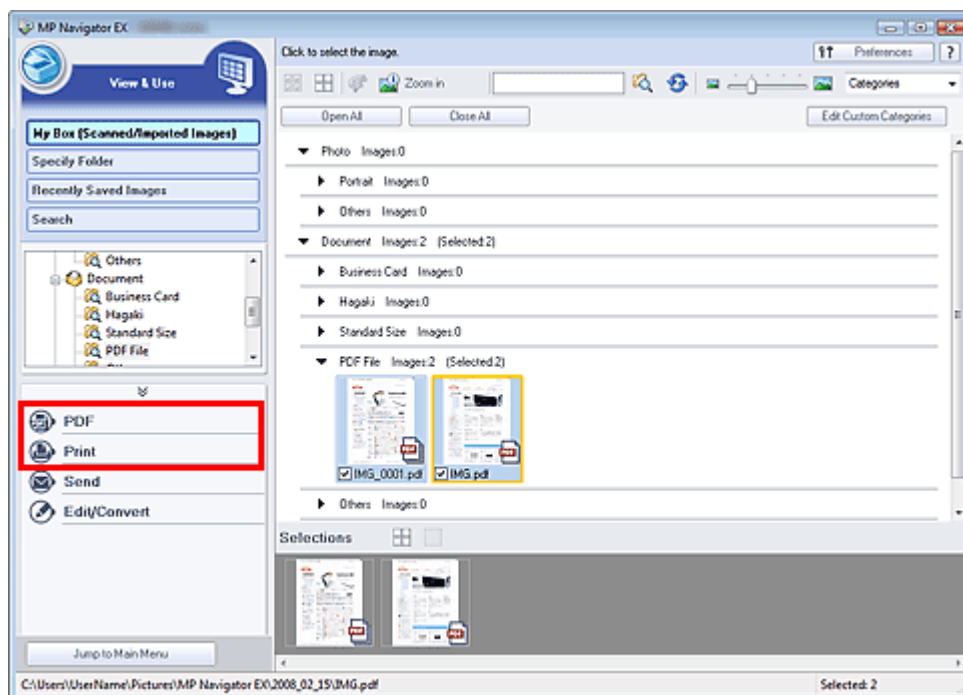 MP Navigator EX
View & Use
My Box (Scanned/Imported Images)
Specify Folder
Recently Saved Images
Search
Others
Document
Business Card
Hagaki
Standard Size
PDF File
PDF
Print
Send
Edit/Convert
Jump to Main Menu
Click to select the image.
Preferences
?
Zoom in
Categories
Open All
Close All
Edit Custom Categories
Photo Images:0
Portrait Images:0
Others Images:0
Document Images:2 (Selected:2)
Business Card Images:0
Hagaki Images:0
Standard Size Images:0
PDF File Images:2 (Selected:2)
PDF
PDF
IMG_0001.pdf
IMG.pdf
Others Images:0
Selections
PDF
PDF
C:\Users\UserName\Pictures\MP Navigator EX\2008_02_15\IMG.pdf
Selected: 2